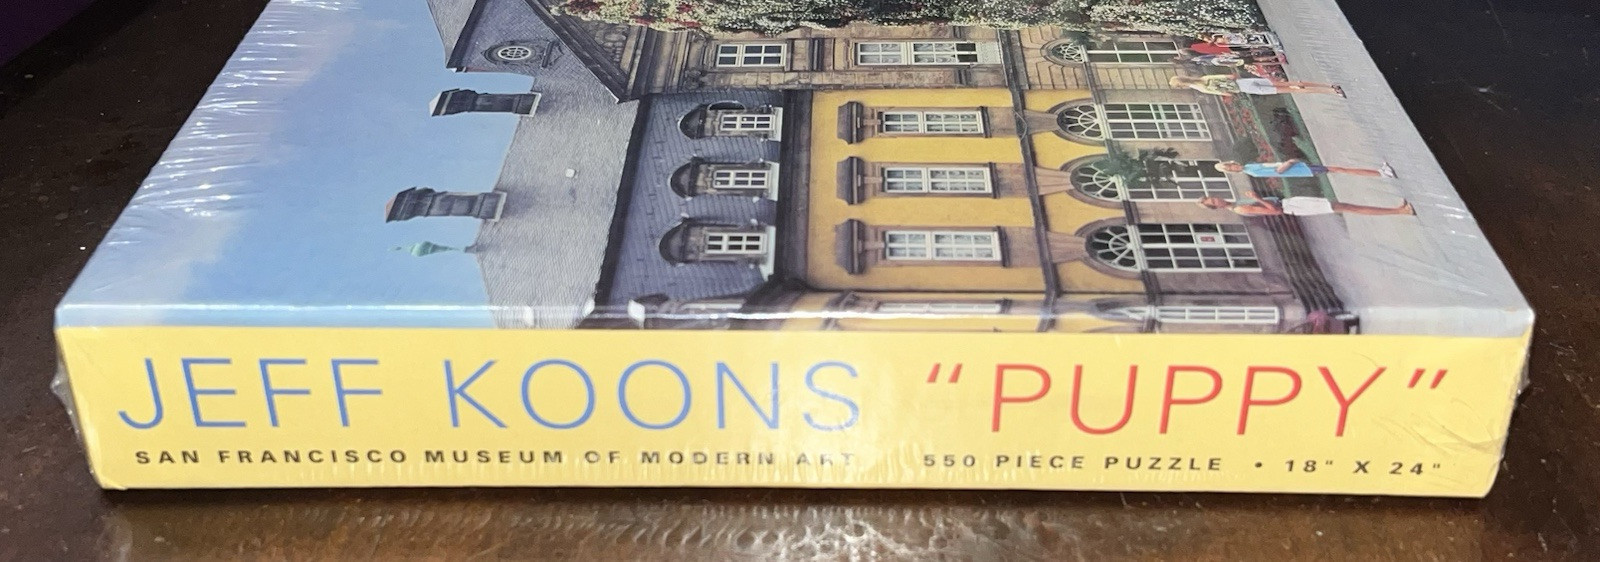 JEFF KOONS “PUPPY”
SAN FRANCISCO MUSEUM OF MODERN ART 550 PIECE PUZZLE • 18" X 24"